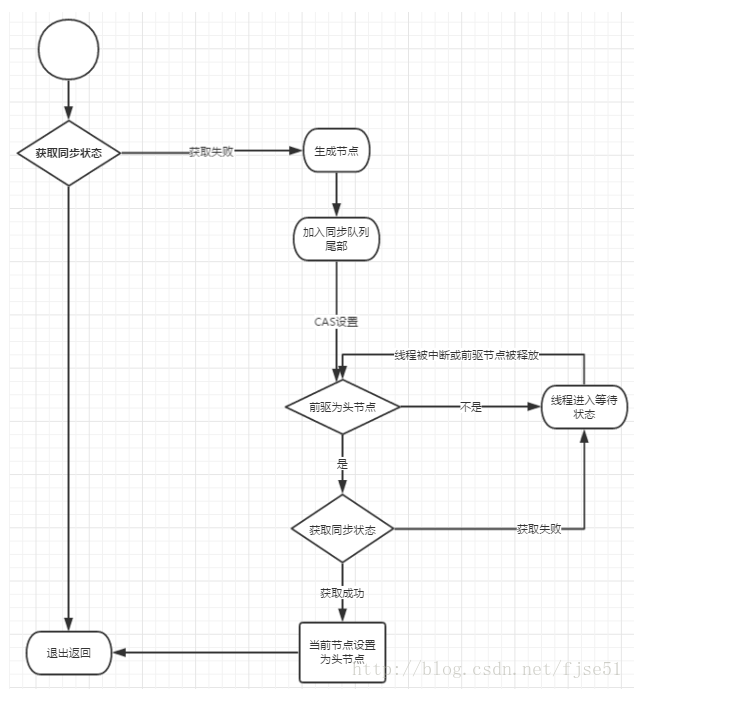 获取同步状态
获取失败
生成节点
加入同步队列
尾部
CAS设置
线程被中断或前驱节点被释放
前驱为头节点
不是
线程进入等待
状态
是
获取同步状态
获取失败
获取成功
退出返回
当前节点设置
为头节点
http://blog.csdn.net/fjse51